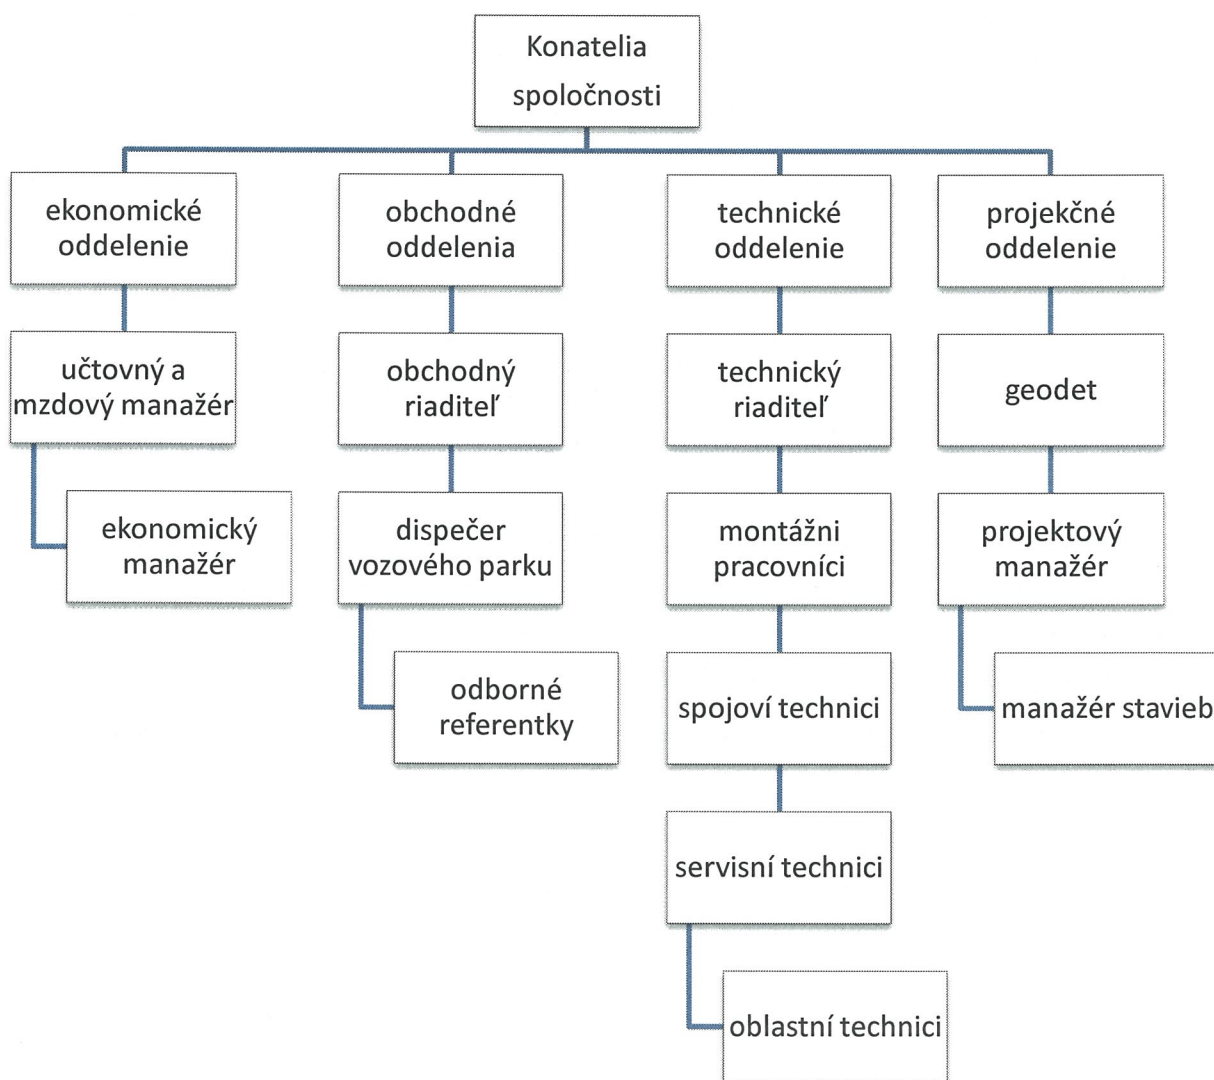 Konatelia
spoločnosti
ekonomické
oddelenie
obchodné
oddelenia
technické
oddelenie
projekčné
oddelenie
učtovný a
mzdový manažér
obchodný
riaditeľ
technický
riaditeľ
geodet
ekonomický
manažér
dispečer
vozového parku
montážni
pracovníci
projektový
manažér
odborné
referentky
spojoví technici
manažér stavieb
servisní technici
oblastní technici